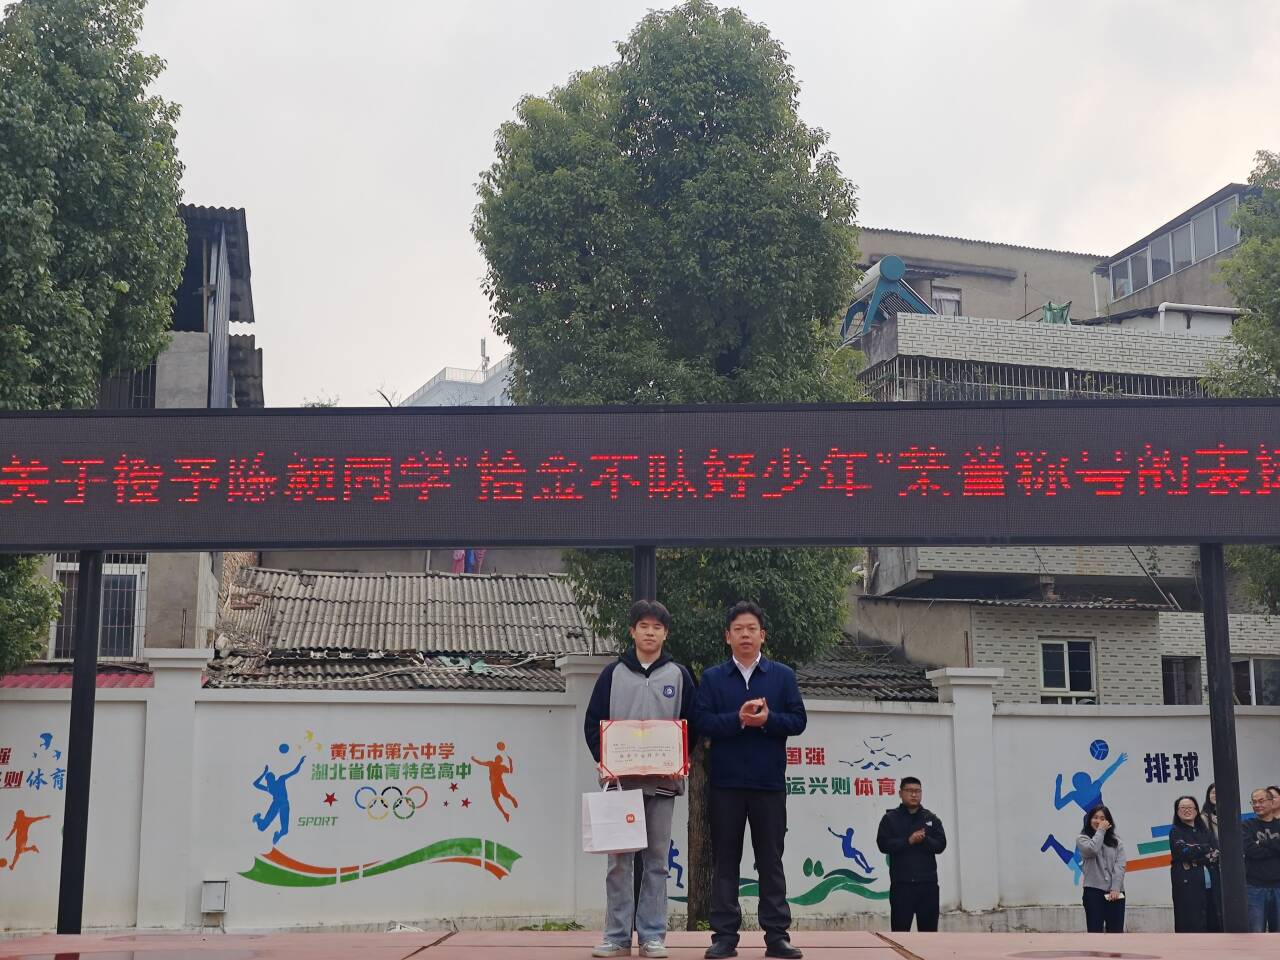 关于授予陈昶同学“拾金不昧好少年”荣誉称号的表
黄石市第六中学
湖北省体育特色高中
SPORT
强
则体育
国强
运兴则体育
排球